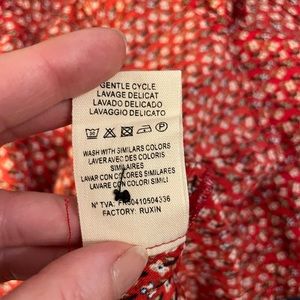 GENTLE CYCLE
LAVAGE DELICAT
LAVADO DELICADO
LAVAGGIO DELICATO
WASH WITH SIMILARS COLORS
LAVER AVEC DES COLORIS
SIMILAIRES
LAVAR CON COLORES SIMILARES
LAVARE CON COLORI SIMILI
N° TVA: 0410504336
FACTORY: RUXIN